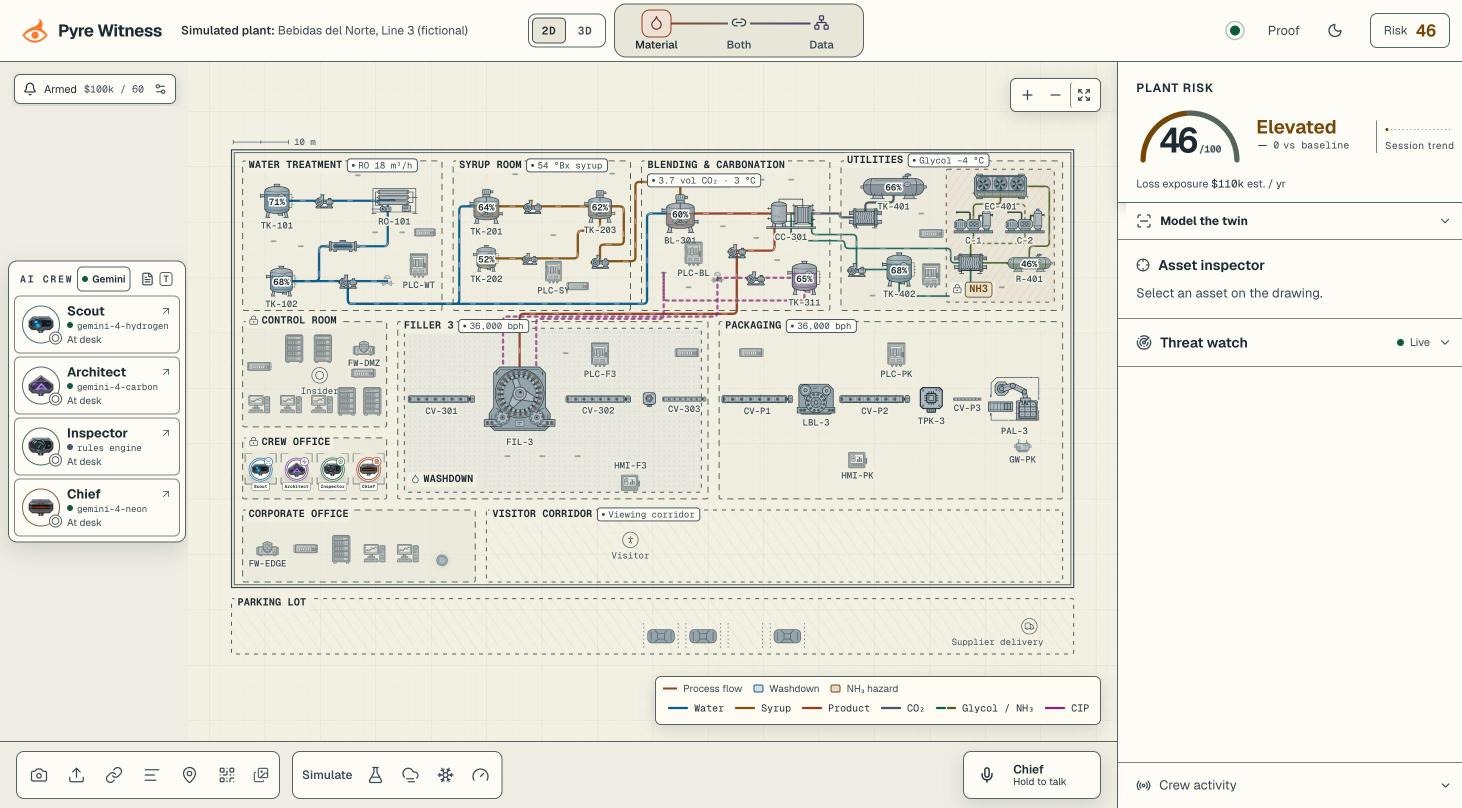 Pyre Witness
Simulated plant: Bebidas del Norte, Line 3 (fictional)
2D 3D
Material Both Data
Proof
Risk 46
Armed $100k / 60
10 m
WATER TREATMENT • RO 18 m³/h
71%
TK-101
RO-101
68%
TK-102
PLC-WT
SYRUP ROOM • 54 °Bx syrup
64%
TK-201
62%
TK-203
52%
TK-202
PLC-SY
BLENDING & CARBONATION
• 3.7 vol CO₂ · 3 °C
60%
BL-301
CC-301
PLC-BL
65%
TK-311
UTILITIES • Glycol −4 °C
66%
TK-401
EC-401
C-1 C-2
68%
TK-402
46%
R-401
NH3
CONTROL ROOM
FW-DMZ
Insider
CREW OFFICE
Scout Architect Inspector Chief
FILLER 3 • 36,000 bph
PLC-F3
CV-301
FIL-3
CV-302
CV-303
HMI-F3
WASHDOWN
PACKAGING • 36,000 bph
PLC-PK
CV-P1
LBL-3
CV-P2
TPK-3
CV-P3
PAL-3
GW-PK
HMI-PK
CORPORATE OFFICE
FW-EDGE
VISITOR CORRIDOR • Viewing corridor
Visitor
PARKING LOT
Supplier delivery
Process flow Washdown NH₃ hazard
Water Syrup Product CO₂ Glycol / NH₃ CIP
AI CREW Gemini T
Scout
gemini-4-hydrogen
At desk
Architect
gemini-4-carbon
At desk
Inspector
rules engine
At desk
Chief
gemini-4-neon
At desk
PLANT RISK
46/100
Elevated
— 0 vs baseline
Session trend
Loss exposure $110k est. / yr
Model the twin
Asset inspector
Select an asset on the drawing.
Threat watch
Live
Crew activity
Simulate
Chief
Hold to talk